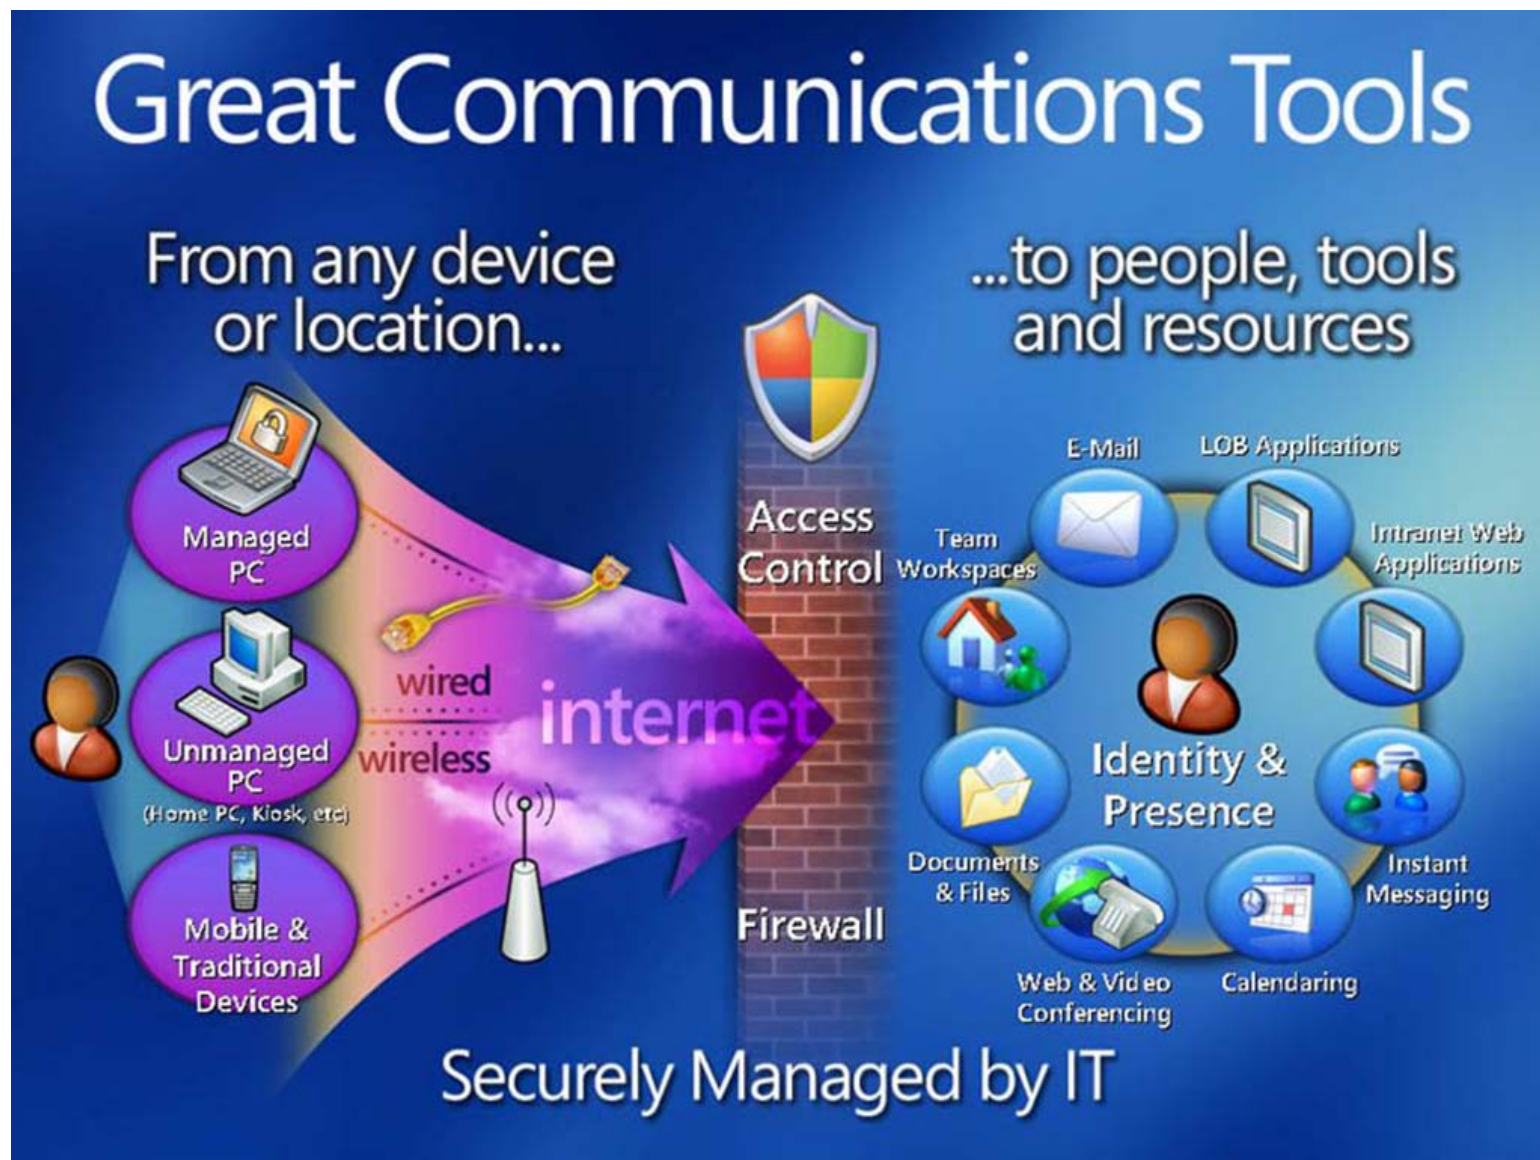 Great Communications Tools
From any device
or location...
...to people, tools
and resources
Managed
PC
Unmanaged
PC
(Home PC, Kiosk, etc)
Mobile &
Traditional
Devices
wired
wireless
internet
Access
Control
Firewall
E-Mail
LOB Applications
Team
Workspaces
Intranet Web
Applications
Identity &
Presence
Documents
& Files
Instant
Messaging
Web & Video
Conferencing
Calendaring
Securely Managed by IT